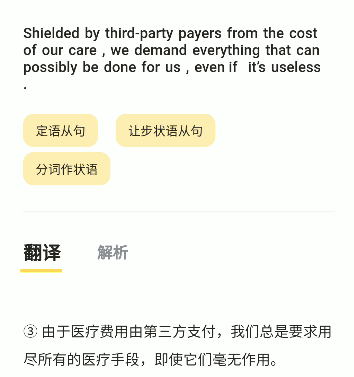 Shielded by third-party payers from the cost
of our care , we demand everything that can
possibly be done for us , even if it's useless
.
定语从句 让步状语从句
分词作状语
翻译 解析
③ 由于医疗费用由第三方支付，我们总是要求用
尽所有的医疗手段，即使它们毫无作用。